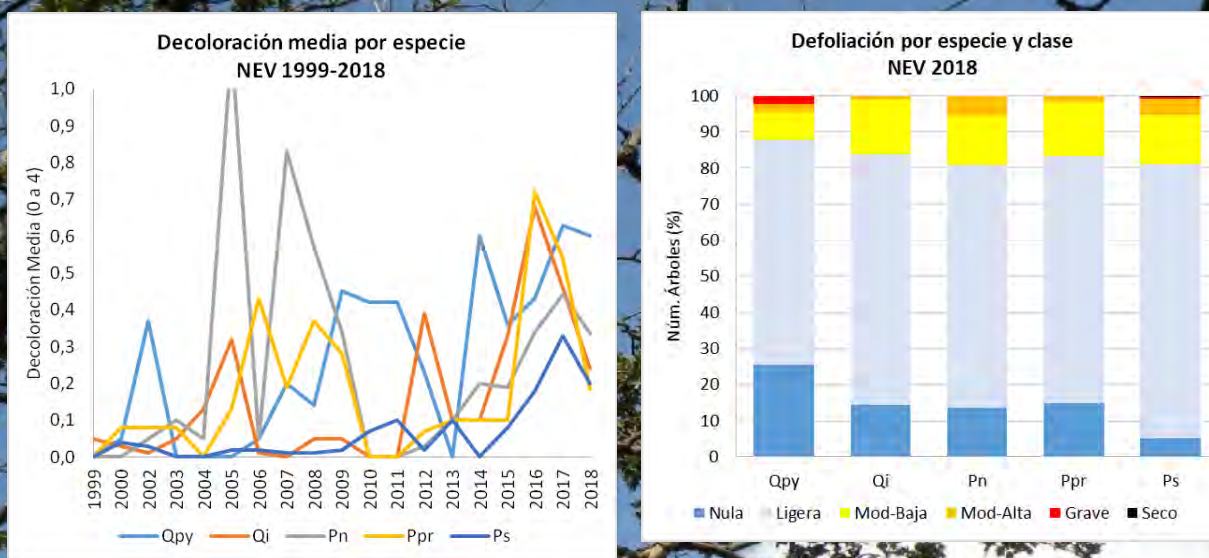 Decoloración media por especie
NEV 1999-2018
Decoloración Media (0 a 4)
1,0
0,9
0,8
0,7
0,6
0,5
0,4
0,3
0,2
0,1
0,0
1999 2000 2001 2002 2003 2004 2005 2006 2007 2008 2009 2010 2011 2012 2013 2014 2015 2016 2017 2018
Qpy Qi Pn Ppr Ps
Defoliación por especie y clase
NEV 2018
Núm. Árboles (%)
100
90
80
70
60
50
40
30
20
10
0
Qpy Qi Pn Ppr Ps
Nula Ligera Mod-Baja Mod-Alta Grave Seco